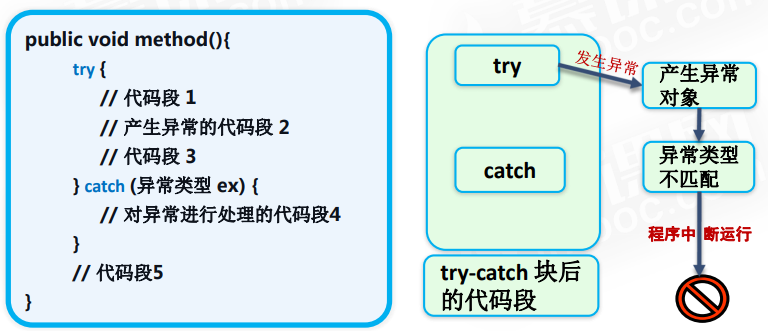 public void method(){
try {
// 代码段 1
// 产生异常的代码段 2
// 代码段 3
} catch (异常类型 ex) {
// 对异常进行处理的代码段4
}
// 代码段5
}
try
发生异常
产生异常
对象
catch
异常类型
不匹配
程序中 断运行
try-catch 块后
的代码段